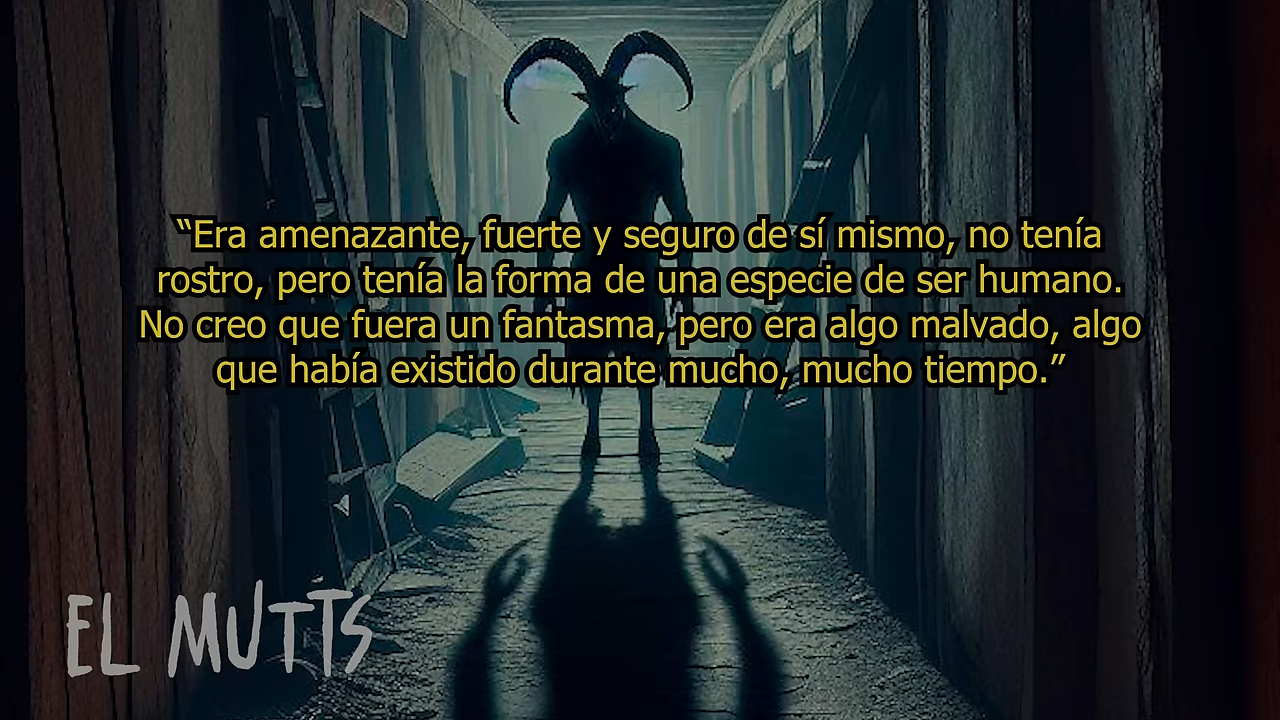 “Era amenazante, fuerte y seguro de sí mismo, no tenía
rostro, pero tenía la forma de una especie de ser humano.
No creo que fuera un fantasma, pero era algo malvado, algo
que había existido durante mucho, mucho tiempo.”
EL MUTTS